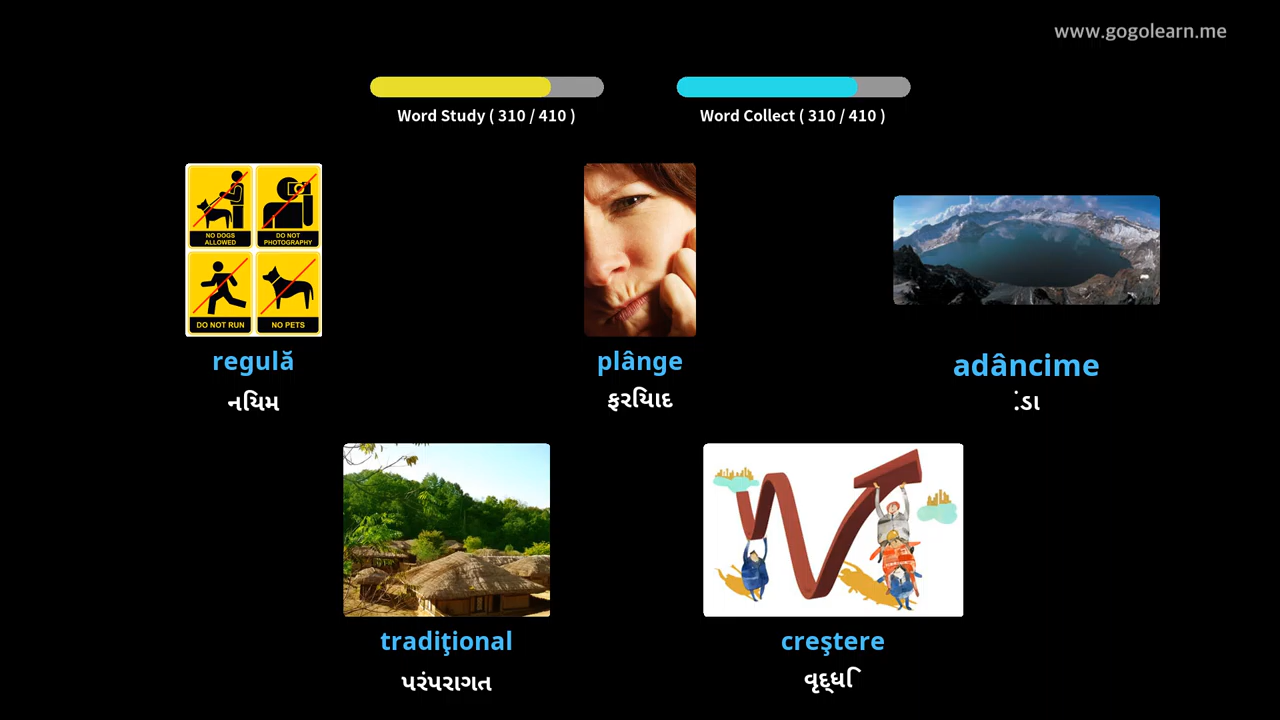 www.gogolearn.me
Word Study ( 310 / 410 )
Word Collect ( 310 / 410 )
NO DOGS
ALLOWED
DO NOT
PHOTOGRAPHY
DO NOT RUN
NO PETS
regulă
plânge
adâncime
નિયમ
ફરિયાદ
ંડા
tradiţional
creştere
પરંપરાગત
વૃદ્ધિ